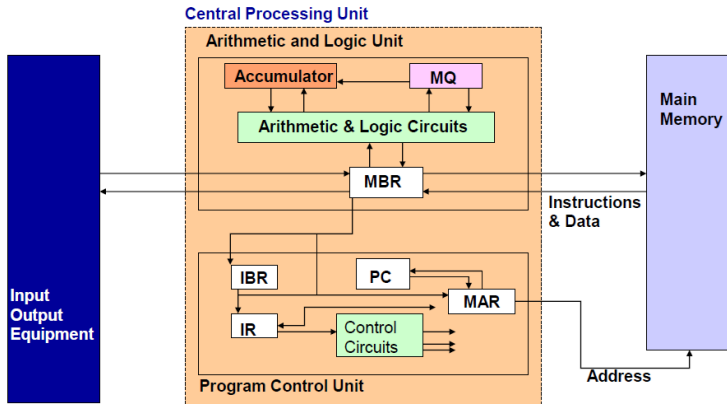 Central Processing Unit
Arithmetic and Logic Unit
Accumulator
MQ
Arithmetic & Logic Circuits
MBR
Main
Memory
Instructions
& Data
IBR
PC
MAR
IR
Control
Circuits
Input
Output
Equipment
Address
Program Control Unit